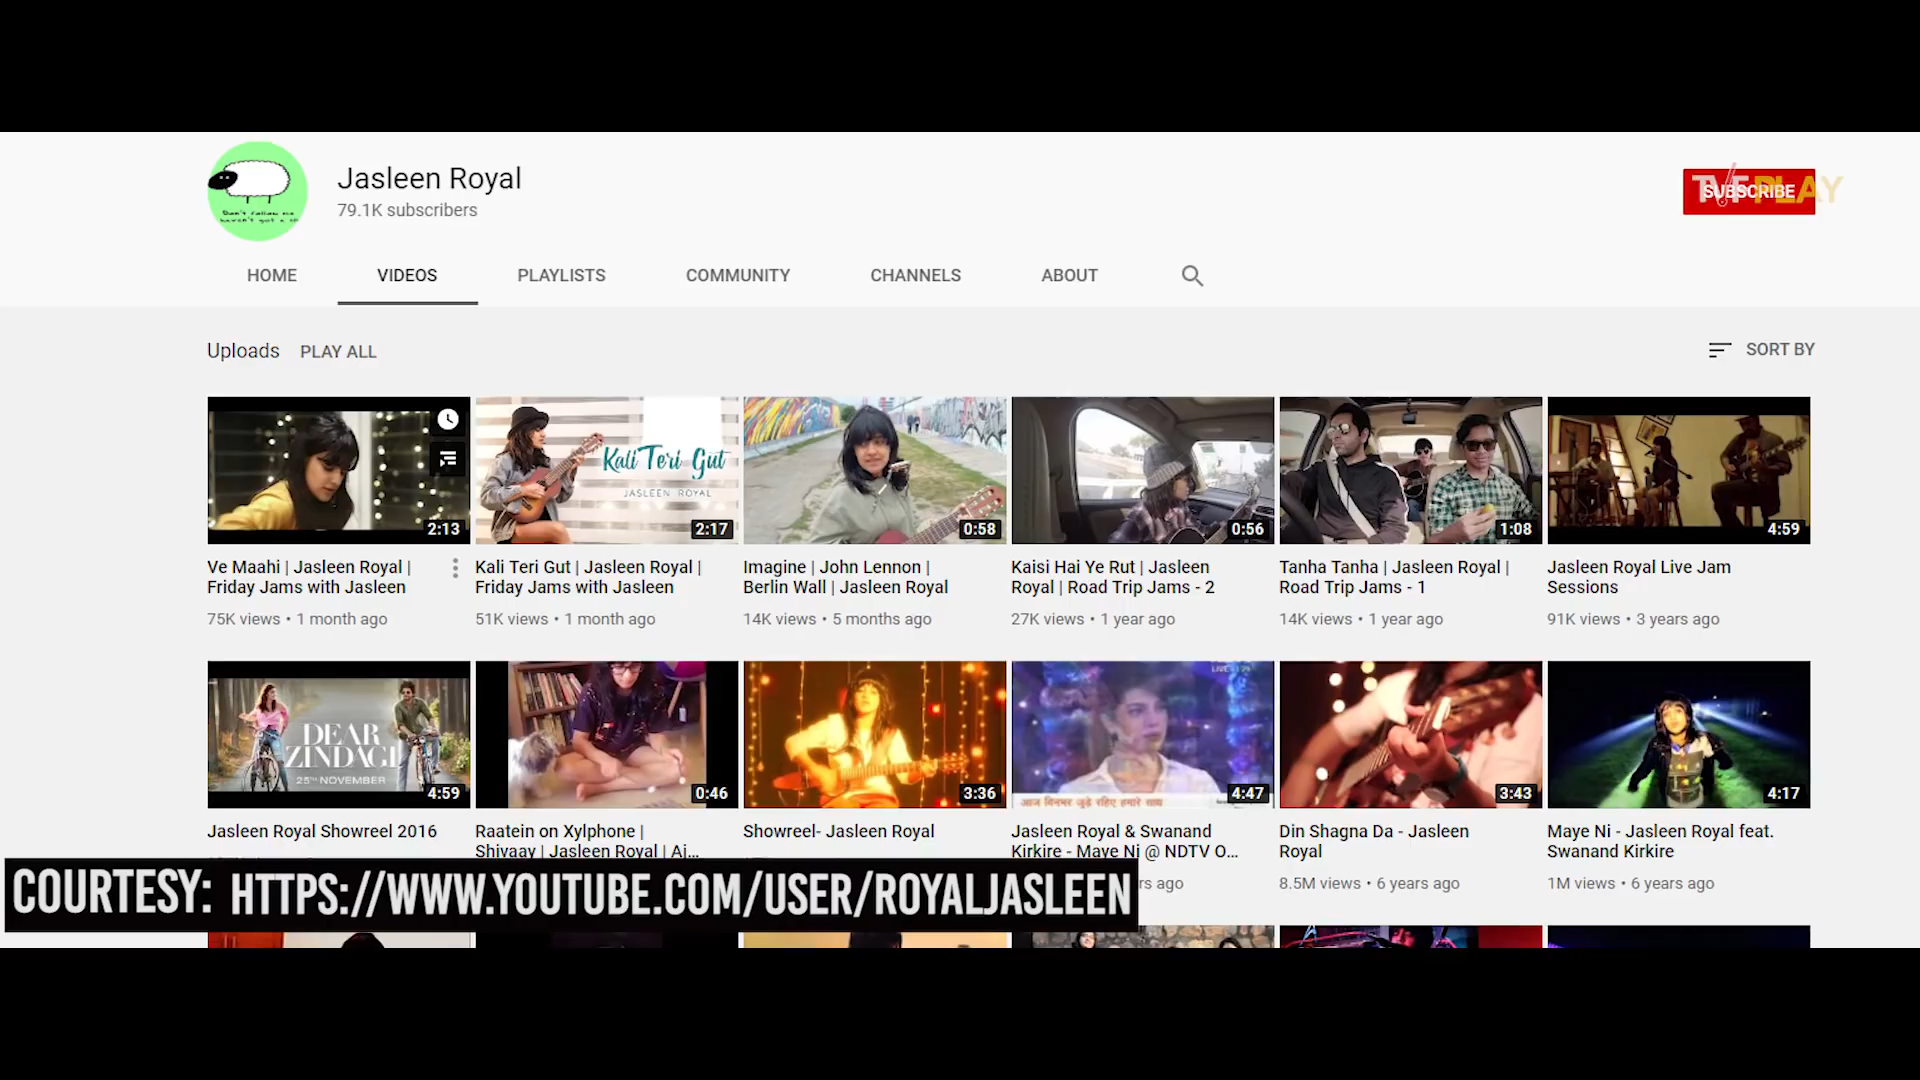 Jasleen Royal
79.1K subscribers
SUBSCRIBE
TVF PLAY
HOME
VIDEOS
PLAYLISTS
COMMUNITY
CHANNELS
ABOUT
Uploads
PLAY ALL
SORT BY
2:13
Kali Teri Gut
JASLEEN ROYAL
2:17
0:58
0:56
1:08
4:59
Ve Maahi | Jasleen Royal |
Friday Jams with Jasleen
75K views • 1 month ago
Kali Teri Gut | Jasleen Royal |
Friday Jams with Jasleen
51K views • 1 month ago
Imagine | John Lennon |
Berlin Wall | Jasleen Royal
14K views • 5 months ago
Kaisi Hai Ye Rut | Jasleen
Royal | Road Trip Jams - 2
27K views • 1 year ago
Tanha Tanha | Jasleen Royal |
Road Trip Jams - 1
14K views • 1 year ago
Jasleen Royal Live Jam
Sessions
91K views • 3 years ago
DEAR
ZINDAGI
25TH NOVEMBER
4:59
0:46
3:36
आज दिनभर जुड़े रहिए हमारे साथ
4:47
3:43
4:17
Jasleen Royal Showreel 2016
Raatein on Xylphone |
Shivaay | Jasleen Royal | Aj...
Showreel- Jasleen Royal
Jasleen Royal & Swanand
Kirkire - Maye Ni @ NDTV O...
ago
Din Shagna Da - Jasleen
Royal
8.5M views • 6 years ago
Maye Ni - Jasleen Royal feat.
Swanand Kirkire
1M views • 6 years ago
COURTESY: HTTPS://WWW.YOUTUBE.COM/USER/ROYALJASLEEN